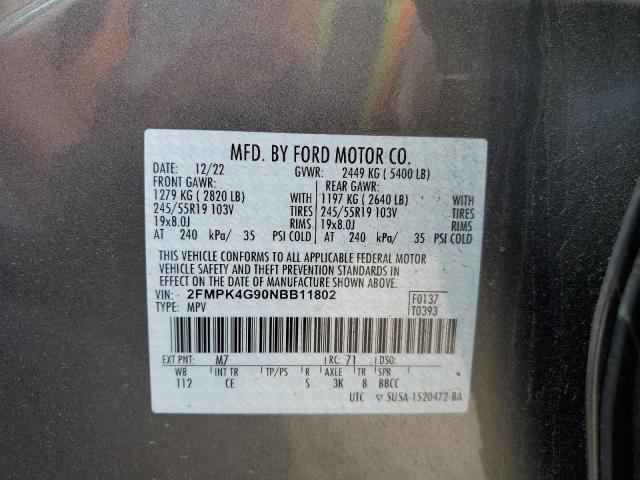 MFD. BY FORD MOTOR CO.
DATE: 12/22 GVWR: 2449 KG ( 5400 LB)
FRONT GAWR: REAR GAWR:
1279 KG ( 2820 LB) WITH 1197 KG ( 2640 LB) WITH
245/55R19 103V TIRES 245/55R19 103V TIRES
19x8.0J RIMS 19x8.0J RIMS
AT 240 kPa/ 35 PSI COLD AT 240 kPa/ 35 PSI COLD
THIS VEHICLE CONFORMS TO ALL APPLICABLE FEDERAL MOTOR
VEHICLE SAFETY AND THEFT PREVENTION STANDARDS IN
EFFECT ON THE DATE OF MANUFACTURE SHOWN ABOVE.
VIN: 2FMPK4G90NBB11802 F0137
TYPE: MPV T0393
EXT PNT: M7 RC: 71 DSO:
WB INT TR TP/PS R AXLE TR SPR
112 CE S 3K 8 BBCC
UTC ▽ 5USA-1520472-BA